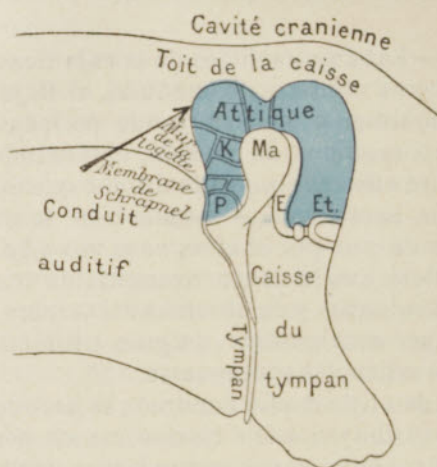 Cavité cranienne
Toit de la caisse
Attique
Mur
de la
logette
K
Ma
Membrane
de
Schrapnel
P
E
Et.
Conduit
auditif
Caisse
du
tympan
Tympan